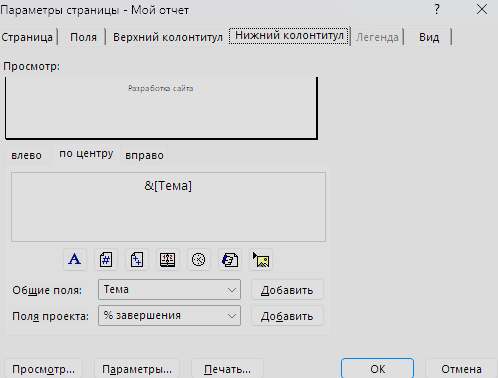 Параметры страницы - Мой отчет ?
Страница Поля Верхний колонтитул Нижний колонтитул Легенда Вид
Просмотр:
Разработка сайта
влево по центру вправо
&[Тема]
Общие поля: Тема Добавить
Поля проекта: % завершения Добавить
Просмотр... Параметры... Печать... ОК Отмена